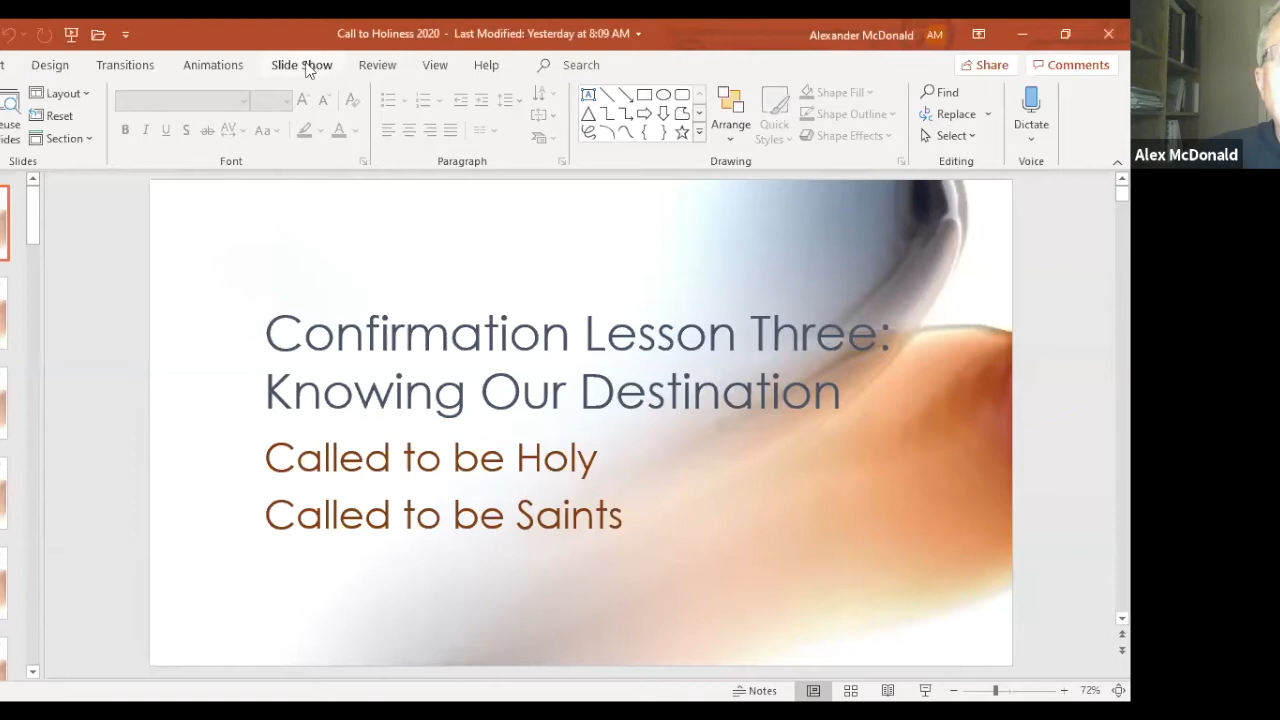 Call to Holiness 2020 - Last Modified: Yesterday at 8:09 AM
Alexander McDonald AM
Design Transitions Animations Slide Show Review View Help Search Share Comments
Layout
Reset
Section
Slides
B I U S ab AV Aa A
Font
Paragraph
Arrange
Quick Styles
Shape Fill
Shape Outline
Shape Effects
Drawing
Find
Replace
Select
Editing
Dictate
Voice
Alex McDonald
Confirmation Lesson Three:
Knowing Our Destination
Called to be Holy
Called to be Saints
Notes
72%